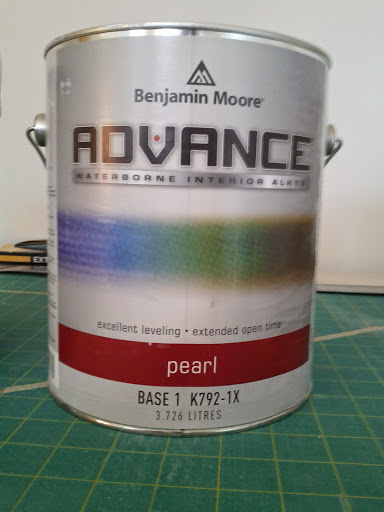 Benjamin Moore®
ADVANCE
WATERBORNE INTERIOR ALKYD
excellent leveling • extended open time
pearl
BASE 1 K792-1X
3.726 LITRES
EXT